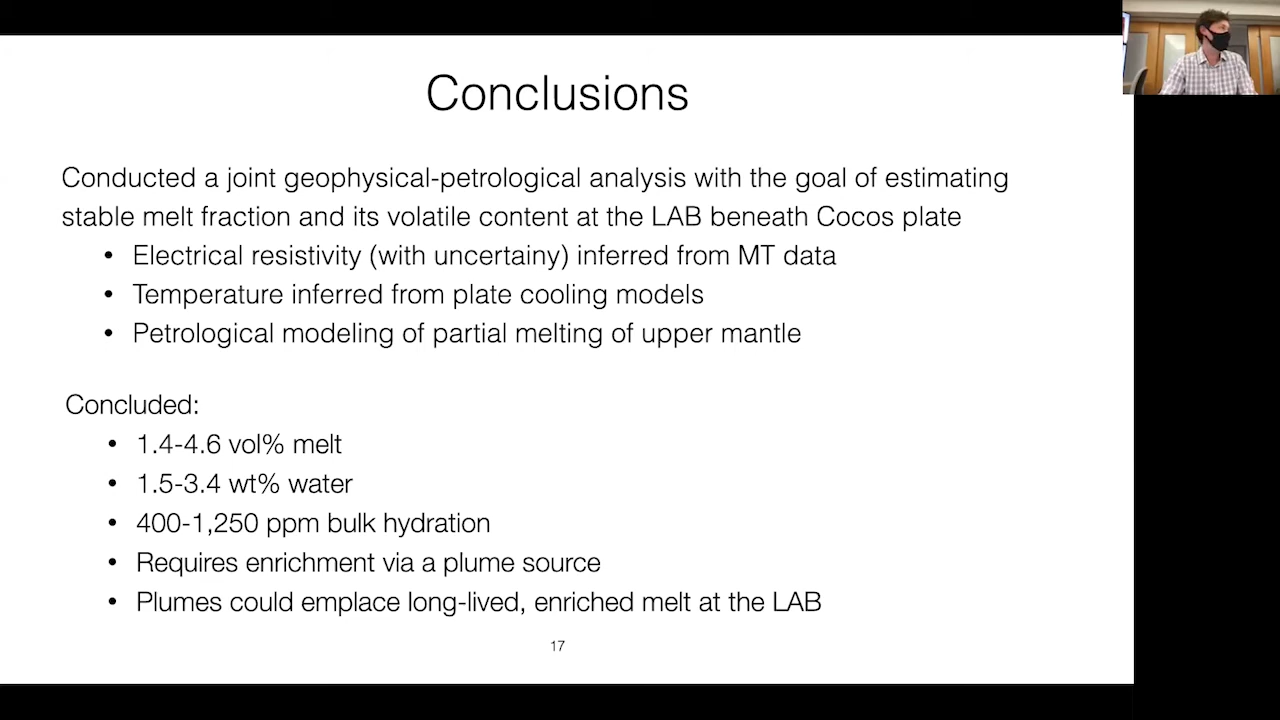 Conclusions
Conducted a joint geophysical-petrological analysis with the goal of estimating
stable melt fraction and its volatile content at the LAB beneath Cocos plate
• Electrical resistivity (with uncertainy) inferred from MT data
• Temperature inferred from plate cooling models
• Petrological modeling of partial melting of upper mantle
Concluded:
• 1.4-4.6 vol% melt
• 1.5-3.4 wt% water
• 400-1,250 ppm bulk hydration
• Requires enrichment via a plume source
• Plumes could emplace long-lived, enriched melt at the LAB
17